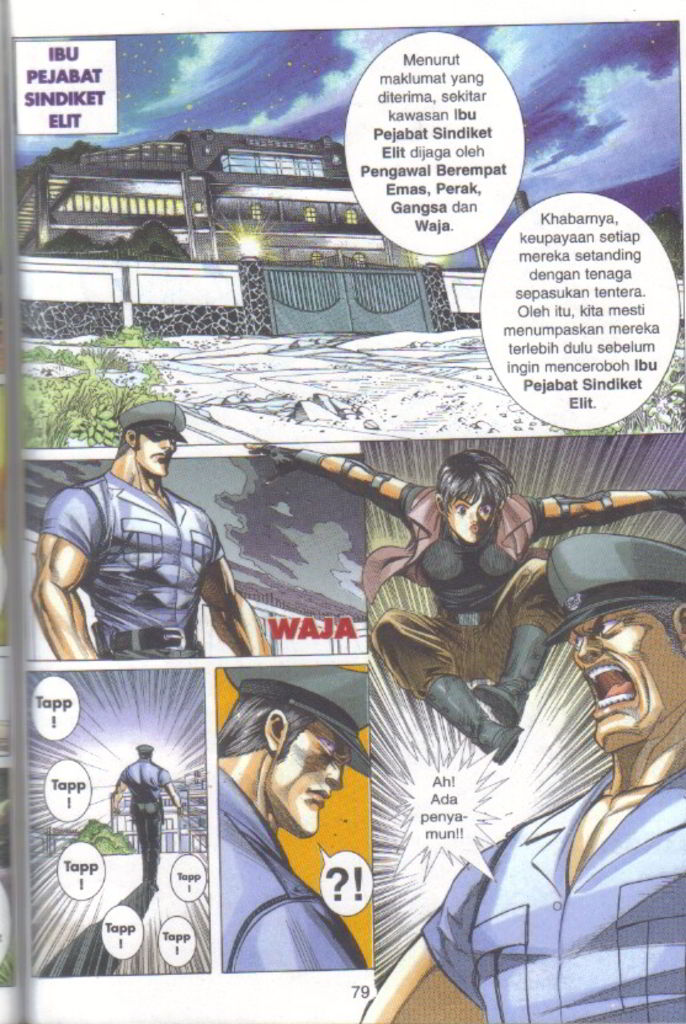 IBU
PEJABAT
SINDIKET
ELIT
Menurut
maklumat yang
diterima, sekitar
kawasan Ibu
Pejabat Sindiket
Elit dijaga oleh
Pengawal Berempat
Emas, Perak,
Gangsa dan
Waja.
Khabarnya,
keupayaan setiap
mereka setanding
dengan tenaga
sepasukan tentera.
Oleh itu, kita mesti
menumpaskan mereka
terlebih dulu sebelum
ingin menceroboh Ibu
Pejabat Sindiket
Elit.
WAJA
Tapp
!
Tapp
!
Tapp
!
Tapp
!
Tapp
!
Tapp
!
?!
Ah!
Ada
penya-
mun!!
79